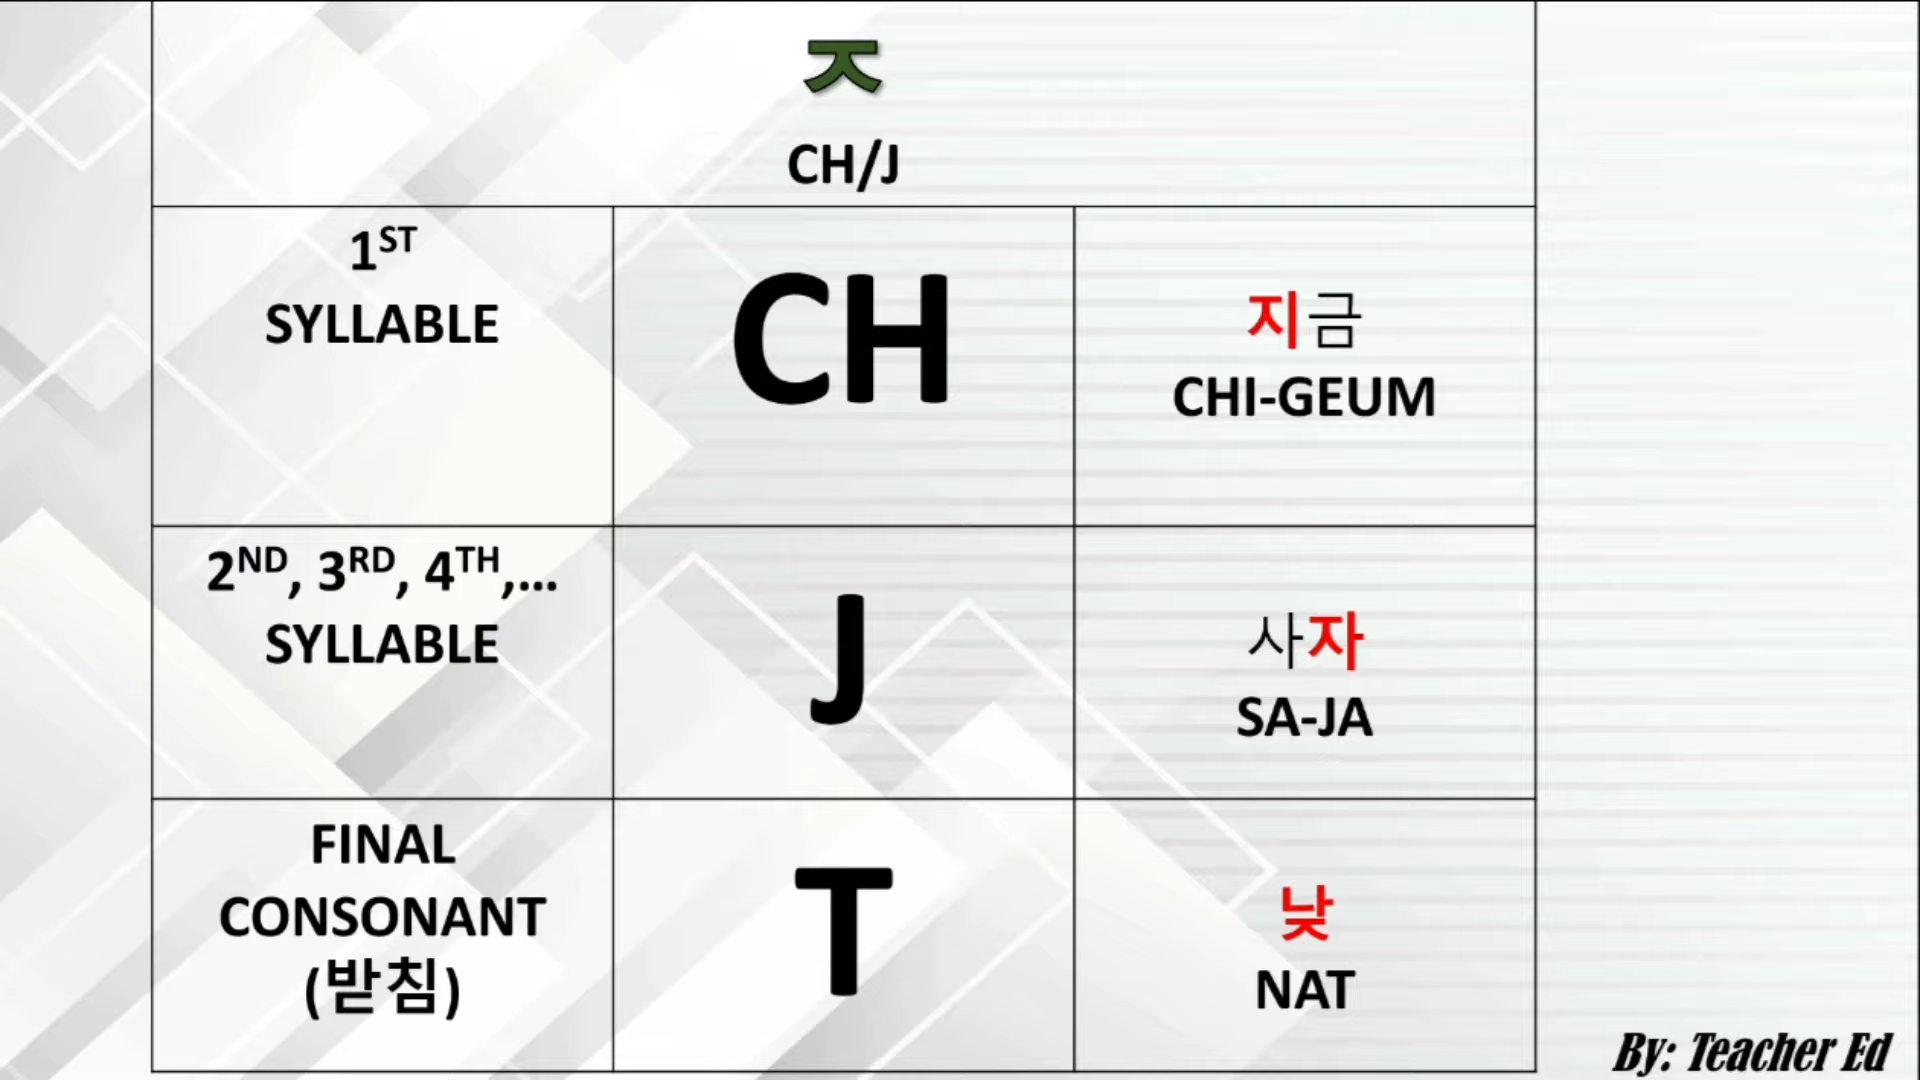 ㅈ
CH/J
1ST
SYLLABLE
CH
지금
CHI-GEUM
2ND, 3RD, 4TH,...
SYLLABLE
J
사자
SA-JA
FINAL
CONSONANT
(받침)
T
낮
NAT
By: Teacher Ed